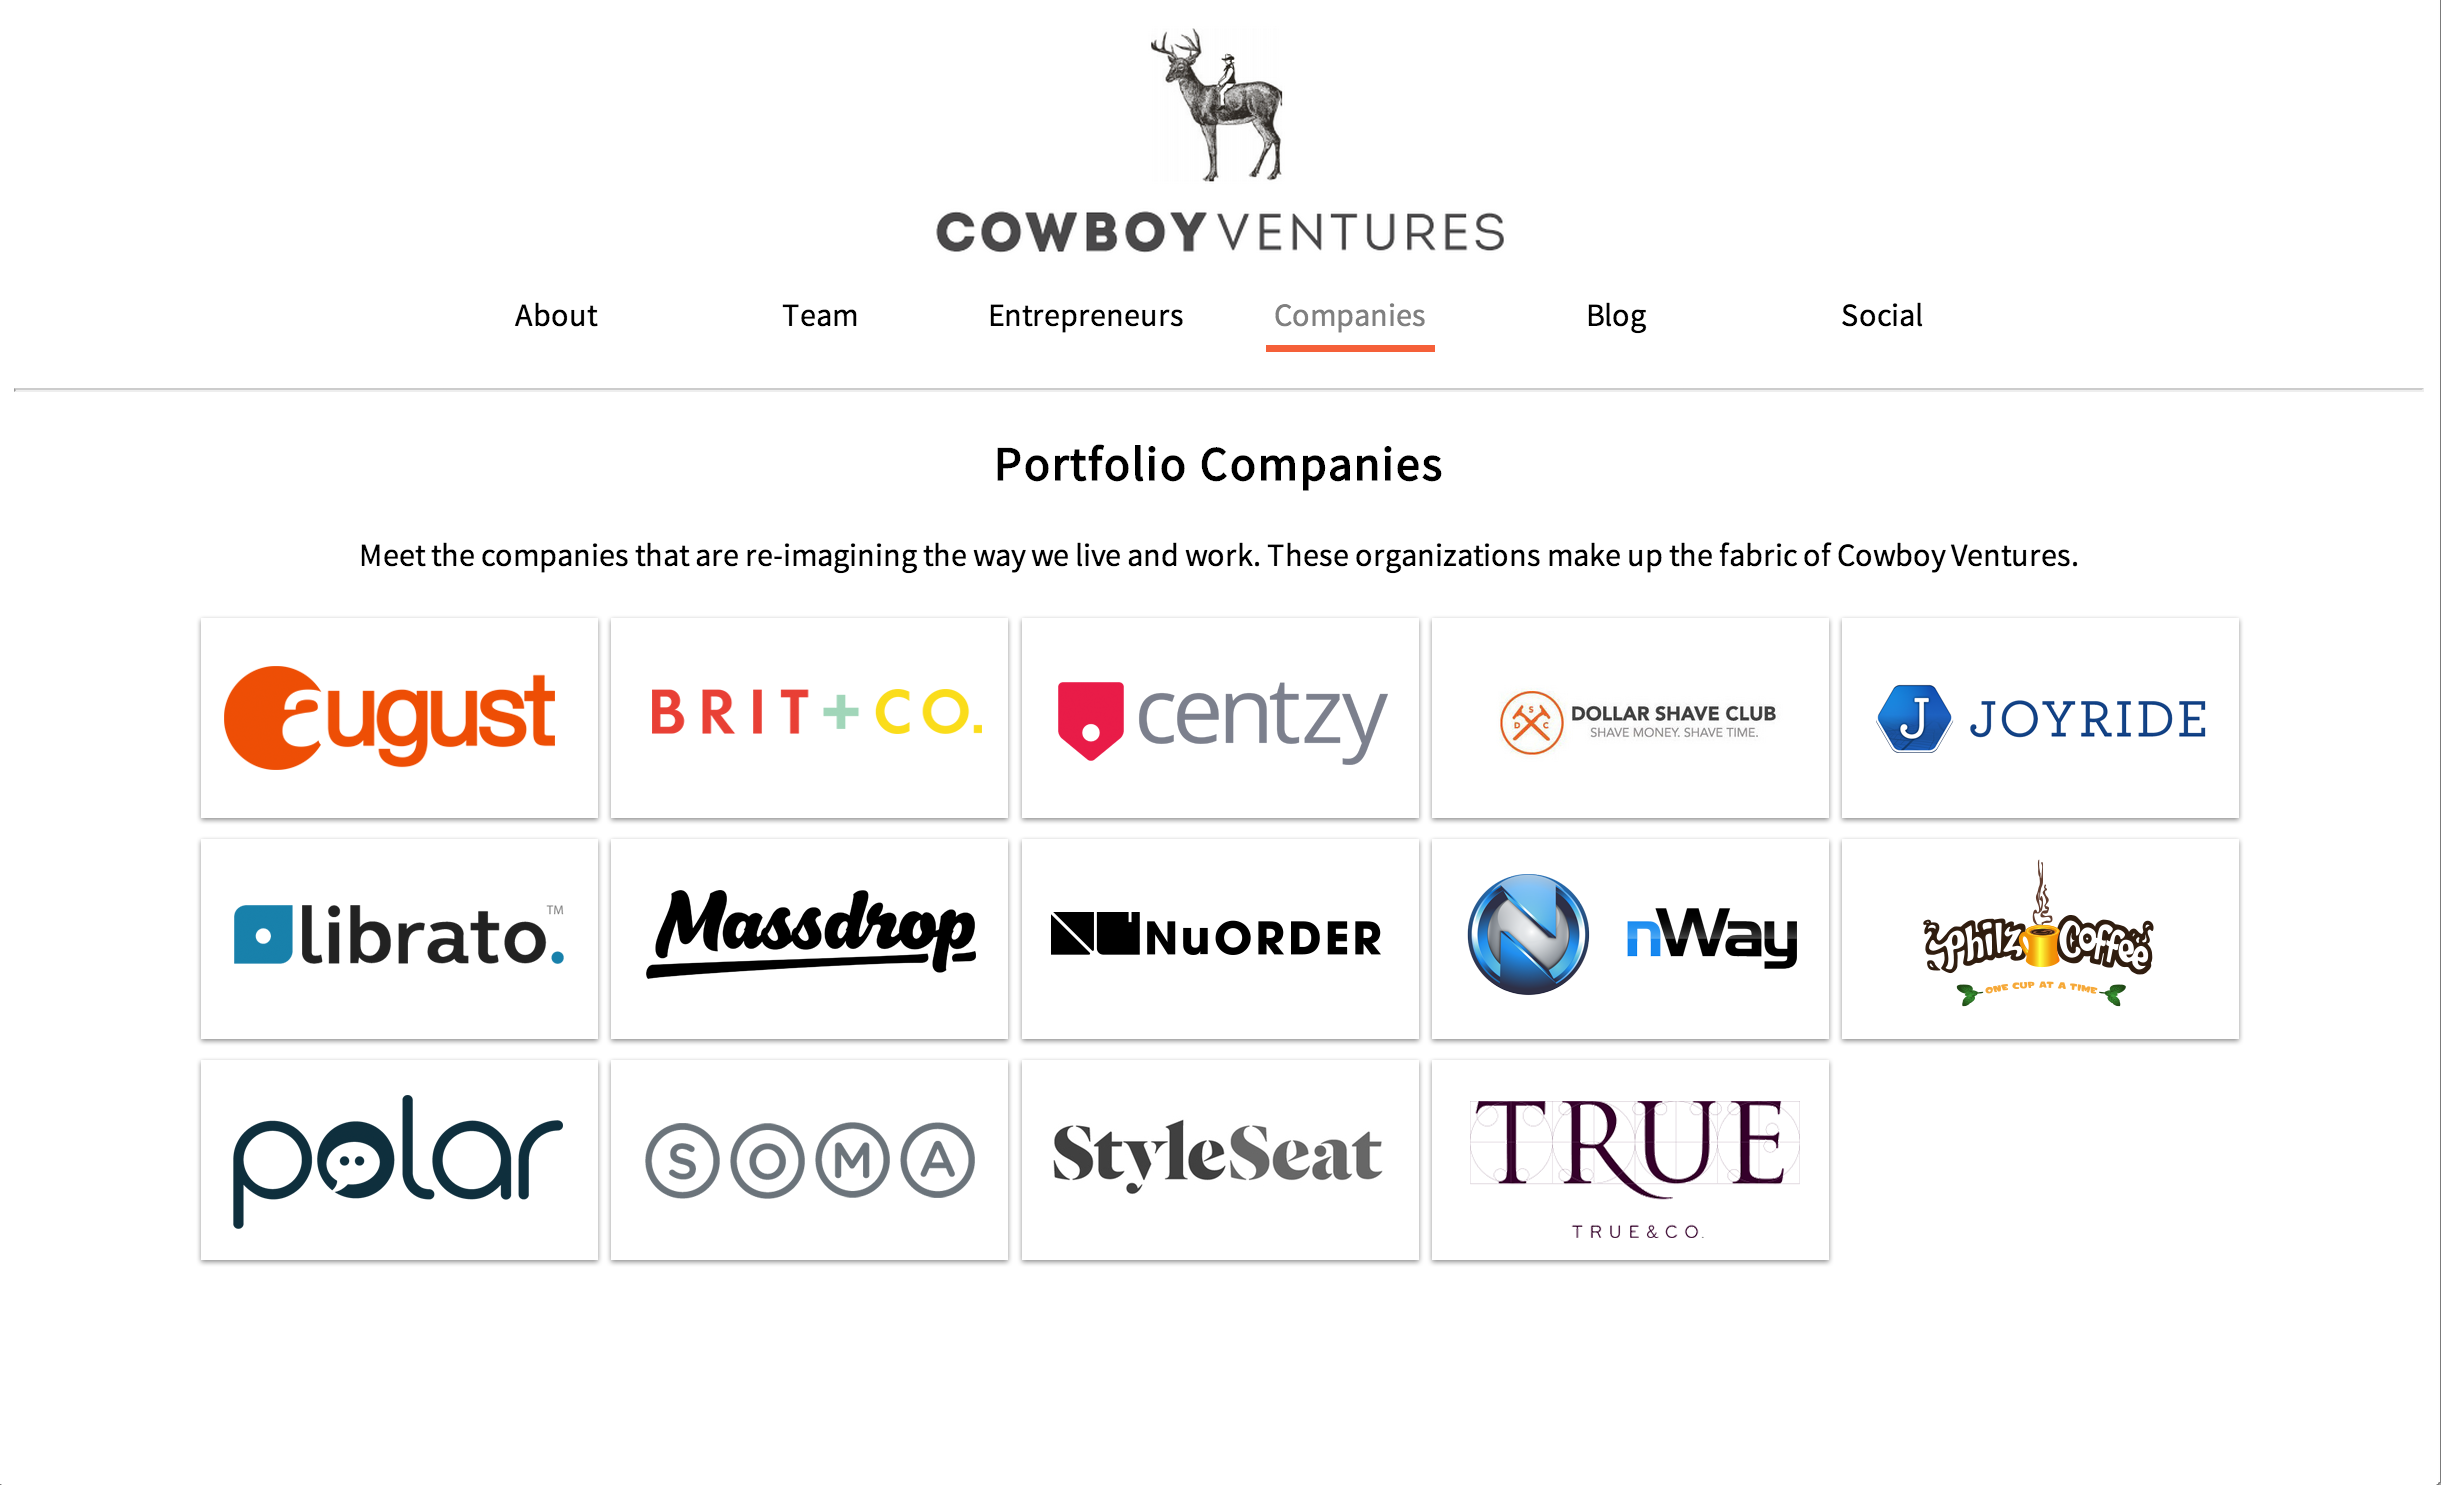 COWBOY VENTURES
About Team Entrepreneurs Companies Blog Social
Portfolio Companies
Meet the companies that are re-imagining the way we live and work. These organizations make up the fabric of Cowboy Ventures.
august
BRIT + CO.
centzy
D S C
DOLLAR SHAVE CLUB
SHAVE MONEY. SHAVE TIME.
J JOYRIDE
librato.™
Massdrop
NUORDER
N nWay
Philz Coffee
ONE CUP AT A TIME
polar
SOMA
StyleSeat
TRUE
TRUE&CO.